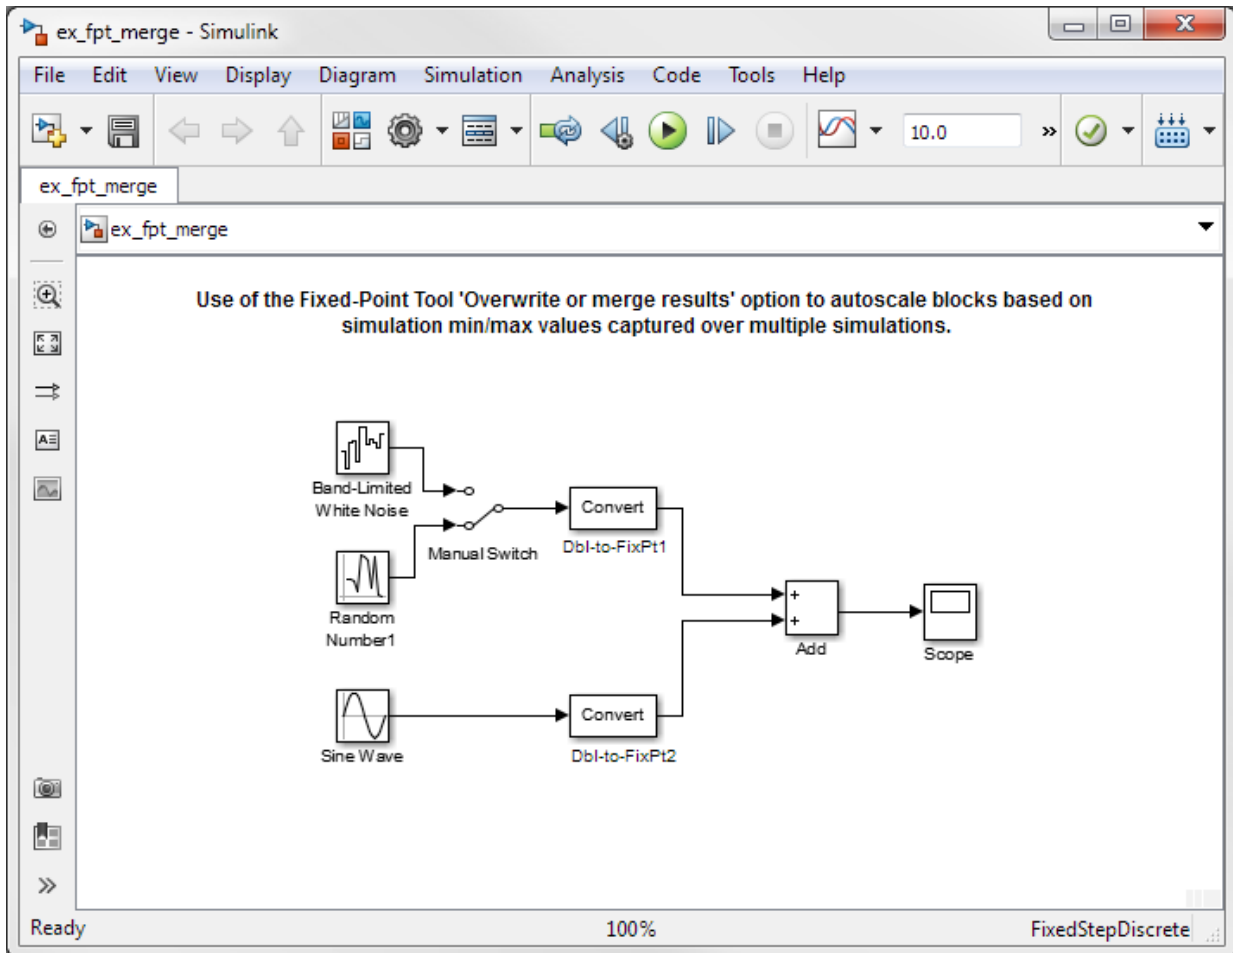 ex_fpt_merge - Simulink
File Edit View Display Diagram Simulation Analysis Code Tools Help
10.0
»
ex_fpt_merge
ex_fpt_merge
Use of the Fixed-Point Tool 'Overwrite or merge results' option to autoscale blocks based on
simulation min/max values captured over multiple simulations.
Band-Limited
White Noise
Manual Switch
Convert
Dbl-to-FixPt1
Random
Number1
+
+
Add
Scope
Sine Wave
Convert
Dbl-to-FixPt2
Ready 100% FixedStepDiscrete